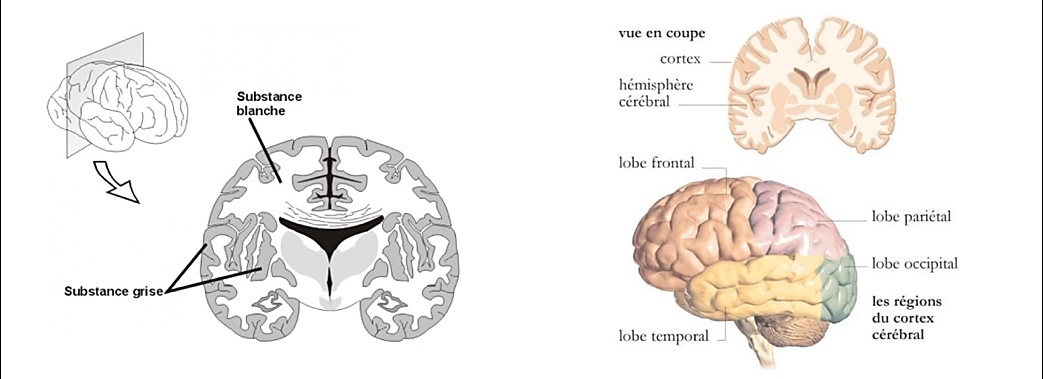 Substance
blanche
Substance grise
vue en coupe
cortex
hémisphère
cérébral
lobe frontal
lobe pariétal
lobe occipital
les régions
du cortex
cérébral
lobe temporal